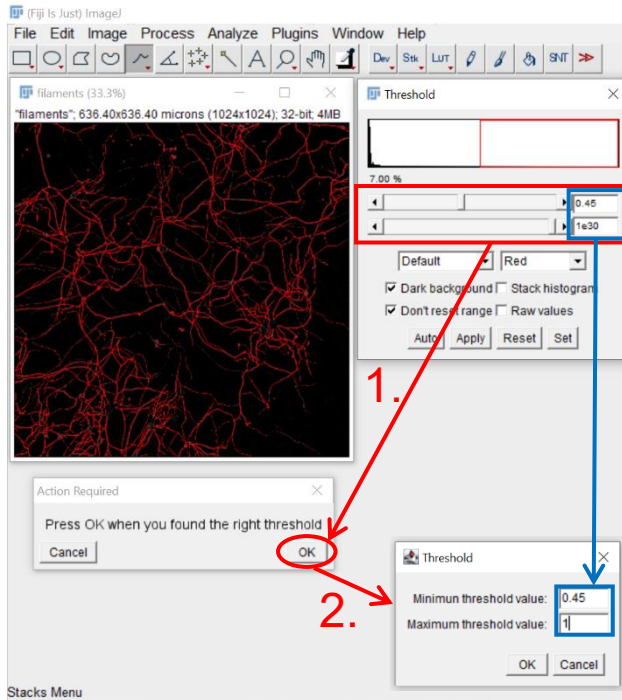 (Fiji Is Just) ImageJ
File Edit Image Process Analyze Plugins Window Help
A Dev Stk LUT SNT >>
filaments (33.3%)
"filaments"; 636.40x636.40 microns (1024x1024); 32-bit; 4MB
Threshold
7.00 %
0.45
1e30
Default Red
Dark background Stack histogram
Don't reset range Raw values
Auto Apply Reset Set
1.
Action Required
Press OK when you found the right threshold
Cancel OK
2.
Threshold
Minimun threshold value: 0.45
Maximum threshold value: 1
OK Cancel
Stacks Menu